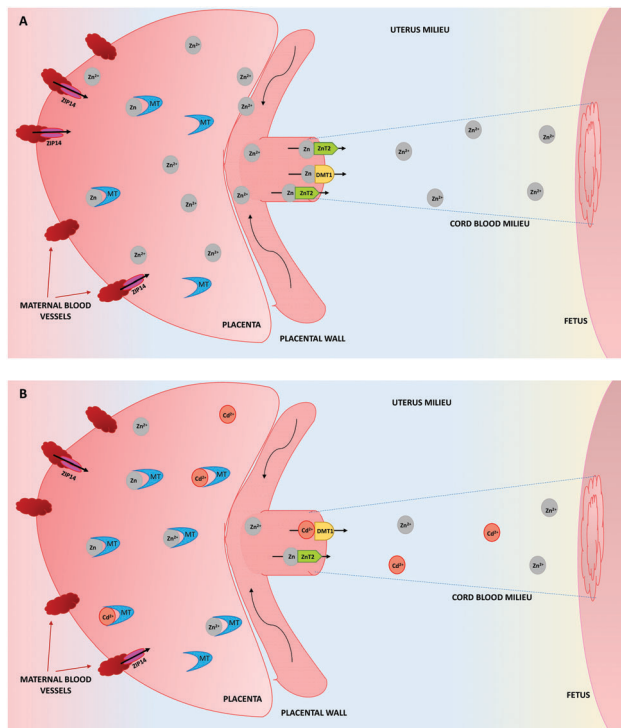 A
UTERUS MILIEU
Zn²⁺
Zn²⁺
Zn²⁺
ZIP14
Zn
MT
Zn²⁺
MT
ZIP14
Zn²⁺
Zn
ZnT2
Zn²⁺
Zn²⁺
Zn²⁺
Zn²⁺
Zn
DMT1
Zn
MT
Zn²⁺
Zn²⁺
Zn
ZnT2
Zn²⁺
Zn²⁺
CORD BLOOD MILIEU
Zn²⁺
Zn²⁺
ZIP14
MT
MATERNAL BLOOD
VESSELS
PLACENTA
PLACENTAL WALL
FETUS
B
UTERUS MILIEU
Cd²⁺
Zn²⁺
ZIP14
Zn
MT
Cd²⁺
MT
Zn²⁺
Zn²⁺
Cd²⁺
DMT1
Zn²⁺
Cd²⁺
Zn
MT
Zn²⁺
MT
Zn
ZnT2
Cd²⁺
Zn²⁺
CORD BLOOD MILIEU
Cd²⁺
MT
Zn²⁺
MT
ZIP14
MT
MATERNAL BLOOD
VESSELS
PLACENTA
PLACENTAL WALL
FETUS